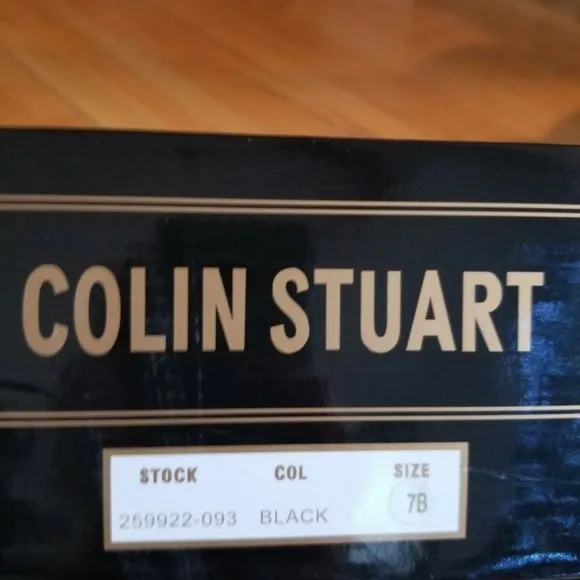 COLIN STUART
STOCK COL SIZE
259922-093 BLACK 7B